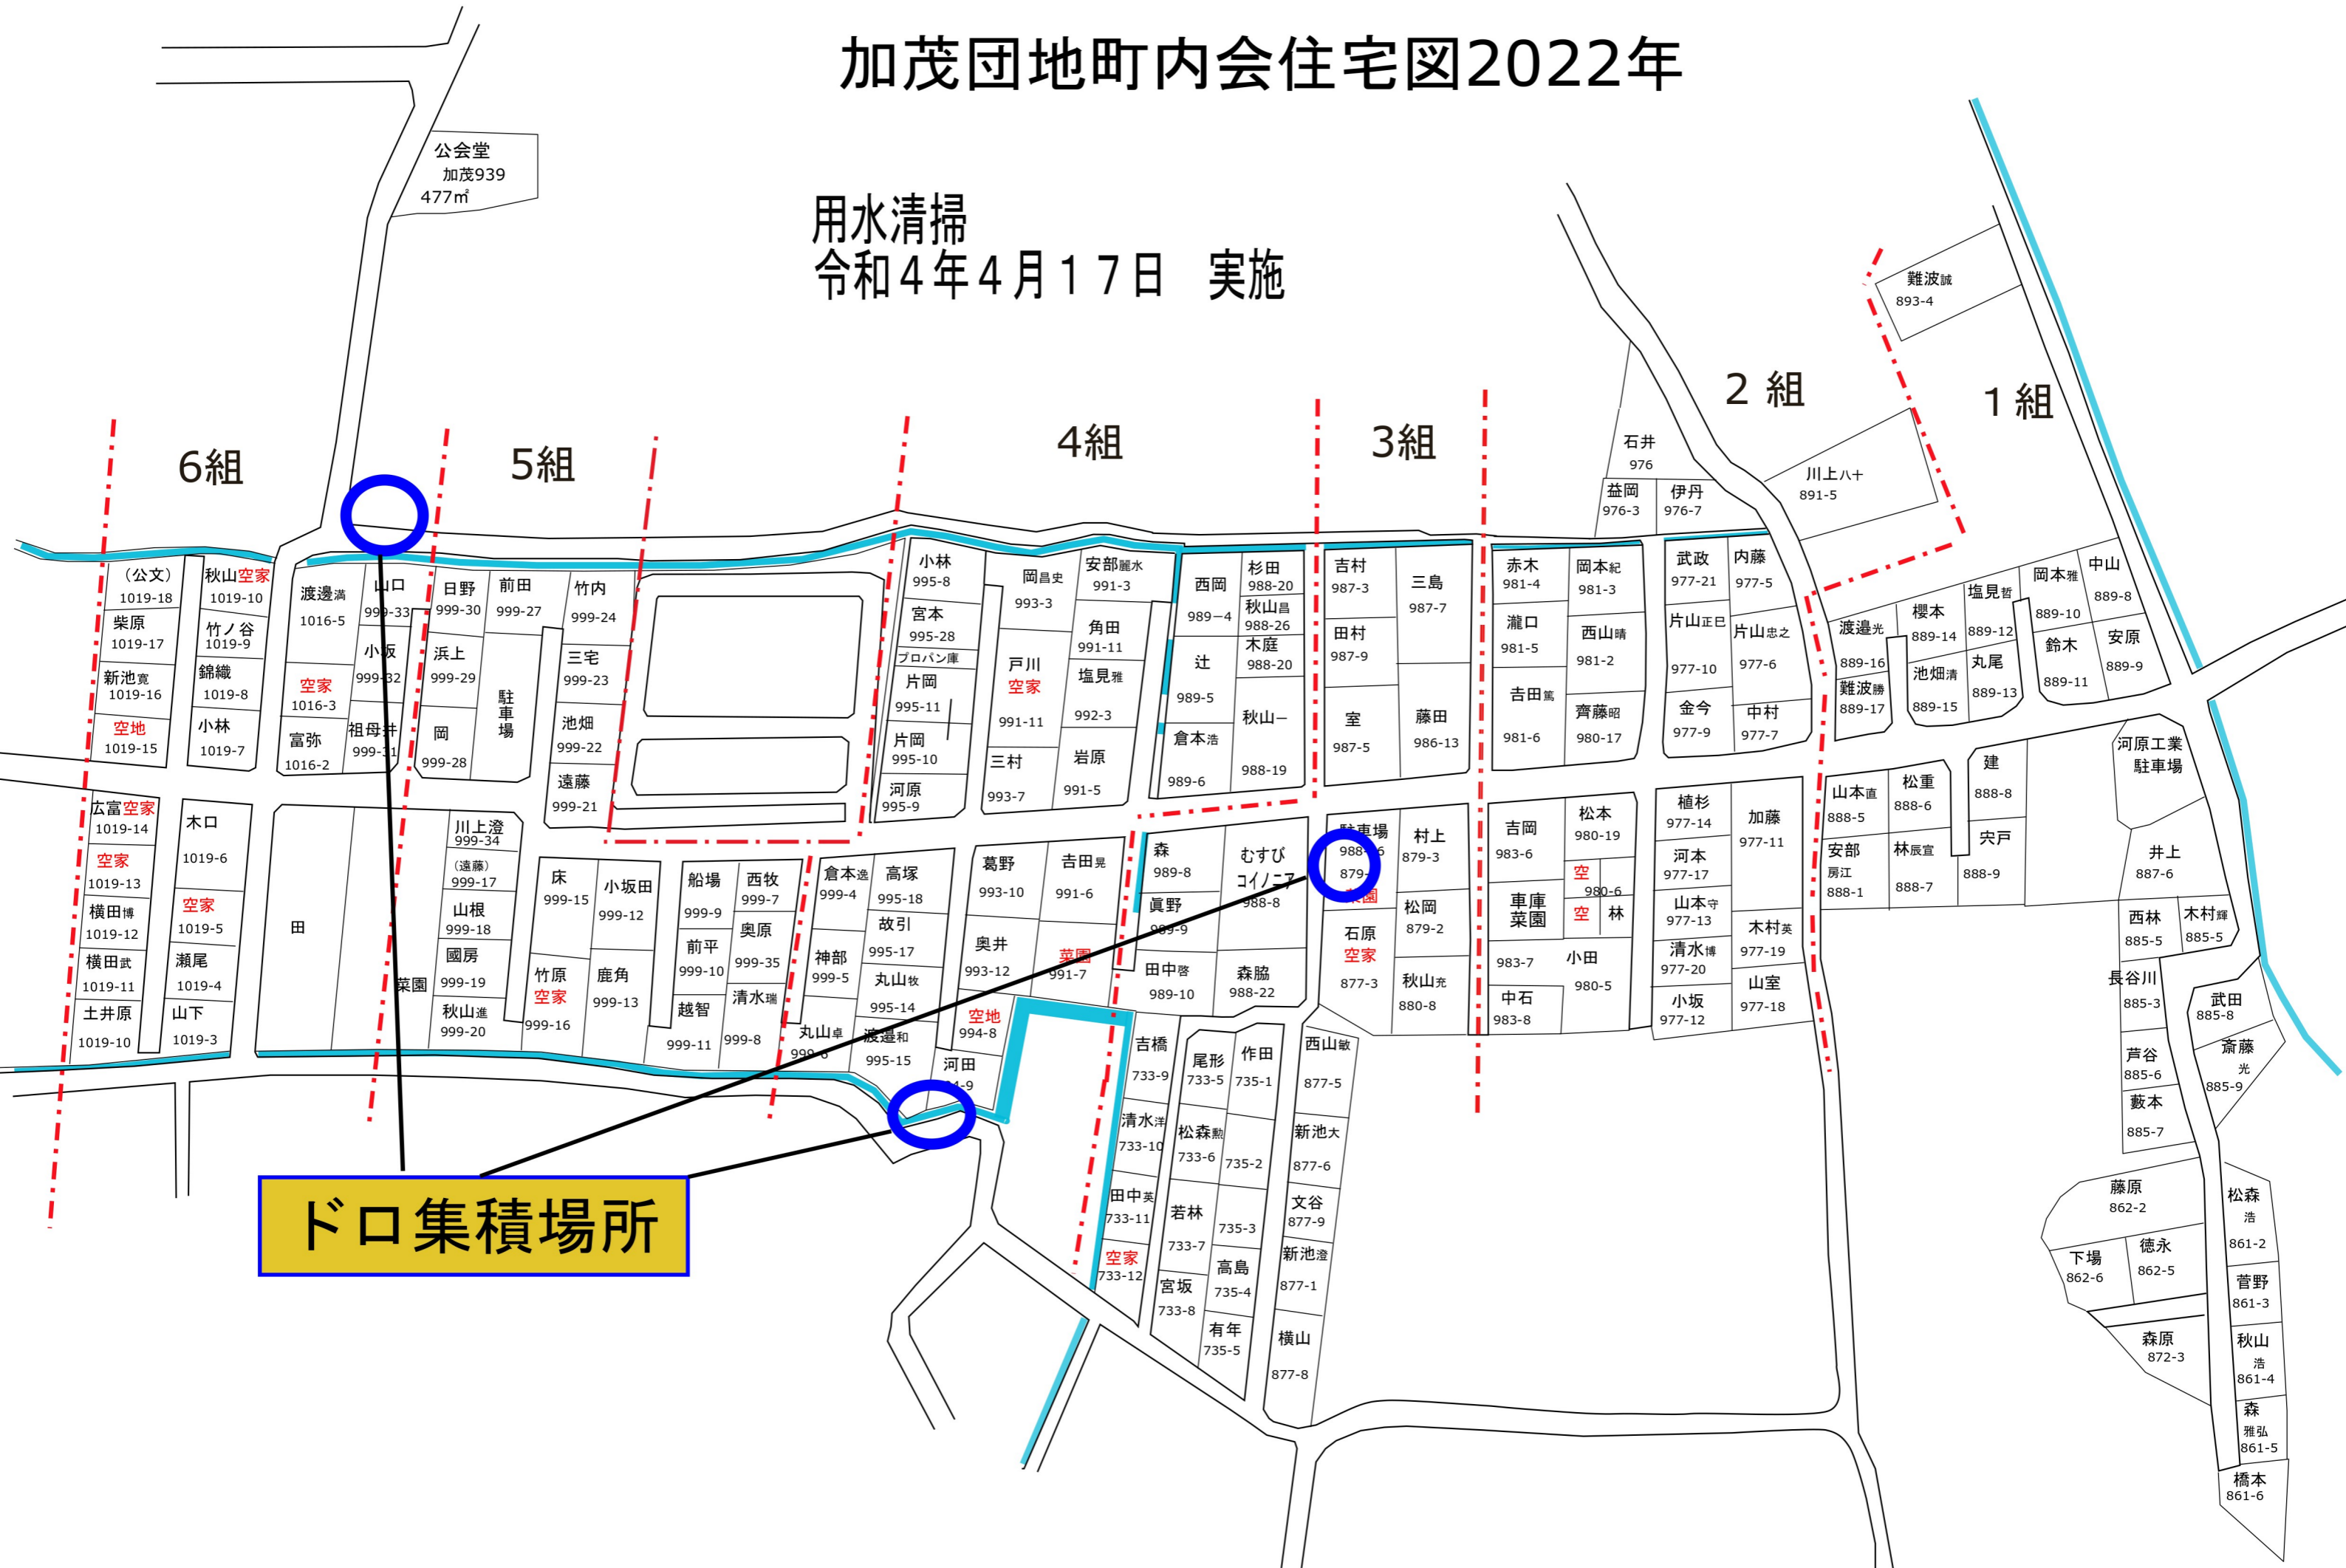 加茂団地町内会住宅図2022年
公会堂
加茂939
477㎡
用水清掃
令和４年４月１７日　実施
6組
5組
4組
3組
２ 組
１組
難波誠
893-4
川上八十
891-5
石井
976
益岡
976-3
伊丹
976-7
（公文）
1019-18
柴原
1019-17
新池寛
1019-16
空地
1019-15
秋山空家
1019-10
竹ノ谷
1019-9
錦織
1019-8
小林
1019-7
渡邊満
1016-5
空家
1016-3
富弥
1016-2
山口
999-33
小坂
999-32
祖母井
999-31
日野
999-30
浜上
999-29
岡
999-28
前田
999-27
駐車場
竹内
999-24
三宅
999-23
池畑
999-22
遠藤
999-21
小林
995-8
宮本
995-28
プロパン庫
片岡
995-11
片岡
995-10
河原
995-9
岡昌史
993-3
戸川
空家
991-11
三村
993-7
安部麗水
991-3
角田
991-11
塩見雅
992-3
岩原
991-5
西岡
989−4
辻
989-5
倉本浩
989-6
杉田
988-20
秋山昌
988-26
木庭
988-20
秋山一
988-19
吉村
987-3
田村
987-9
室
987-5
三島
987-7
藤田
986-13
赤木
981-4
瀧口
981-5
吉田篤
981-6
岡本紀
981-3
西山晴
981-2
齊藤昭
980-17
武政
977-21
片山正巳
977-10
金今
977-9
内藤
977-5
片山忠之
977-6
中村
977-7
渡邉光
889-16
難波勝
889-17
櫻本
889-14
池畑清
889-15
塩見哲
889-12
丸尾
889-13
岡本雅
889-10
鈴木
889-11
中山
889-8
安原
889-9
広富空家
1019-14
空家
1019-13
横田博
1019-12
横田武
1019-11
土井原
1019-10
木口
1019-6
空家
1019-5
瀬尾
1019-4
山下
1019-3
田
菜園
川上澄
999-34
（遠藤）
999-17
山根
999-18
國房
999-19
秋山進
999-20
床
999-15
竹原
空家
999-16
小坂田
999-12
鹿角
999-13
船場
999-9
前平
999-10
越智
999-11
西牧
999-7
奥原
999-35
清水瑞
999-8
倉本逸
999-4
神部
999-5
丸山卓
999-6
高塚
995-18
故引
995-17
丸山牧
995-14
渡邉和
995-15
葛野
993-10
奥井
993-12
空地
994-8
河田
吉田晃
991-6
菜園
991-7
森
989-8
眞野
989-9
田中啓
989-10
むすび
コイノニア
988-8
森脇
988-22
駐車場
菜園
石原
空家
877-3
村上
879-3
松岡
879-2
秋山充
880-8
吉岡
983-6
車庫
菜園
983-7
中石
983-8
松本
980-19
空
980-6
空
林
小田
980-5
植杉
977-14
河本
977-17
山本守
977-13
清水博
977-20
小坂
977-12
加藤
977-11
木村英
977-19
山室
977-18
山本直
888-5
安部
房江
888-1
松重
888-6
林辰宣
888-7
建
888-8
宍戸
888-9
河原工業
駐車場
井上
887-6
西林
885-5
木村輝
885-5
長谷川
885-3
芦谷
885-6
藪本
885-7
武田
885-8
斎藤
光
885-9
吉橋
733-9
清水洋
733-10
田中英
733-11
空家
733-12
尾形
733-5
松森勲
733-6
若林
733-7
宮坂
733-8
作田
735-1
735-2
735-3
高島
735-4
有年
735-5
西山敏
877-5
新池大
877-6
文谷
877-9
新池澄
877-1
横山
877-8
藤原
862-2
下場
862-6
徳永
862-5
森原
872-3
松森
浩
861-2
菅野
861-3
秋山
浩
861-4
森
雅弘
861-5
橋本
861-6
ドロ集積場所